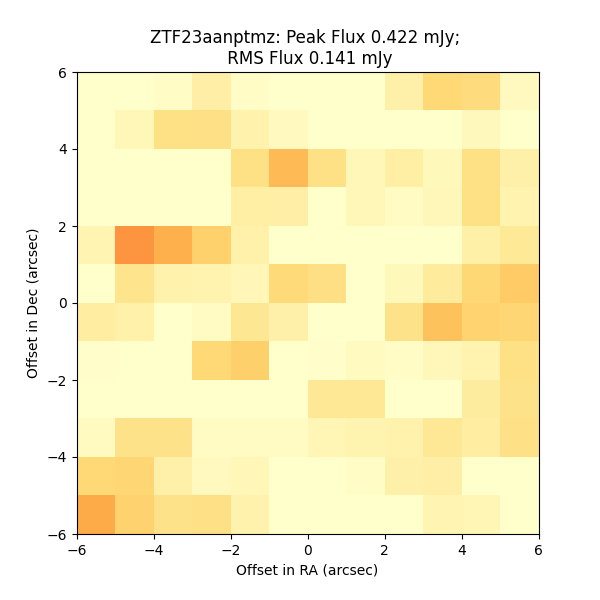 ZTF23aanptmz: Peak Flux 0.422 mJy;
RMS Flux 0.141 mJy
6
4
2
0
−2
−4
−6
Offset in Dec (arcsec)
−6 −4 −2 0 2 4 6
Offset in RA (arcsec)